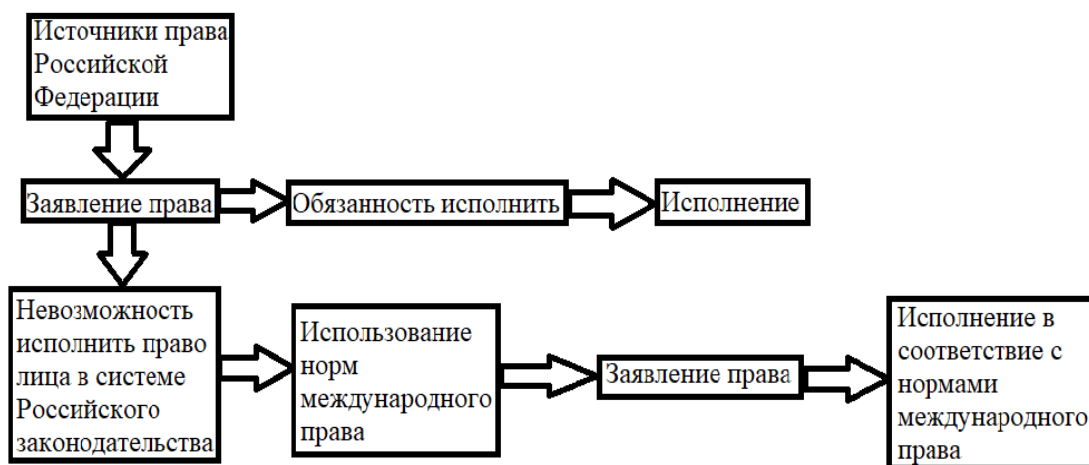 Источники права
Российской
Федерации
Заявление права
Обязанность исполнить
Исполнение
Невозможность
исполнить право
лица в системе
Российского
законодательства
Использование
норм
международного
права
Заявление права
Исполнение в
соответствие с
нормами
международного
права